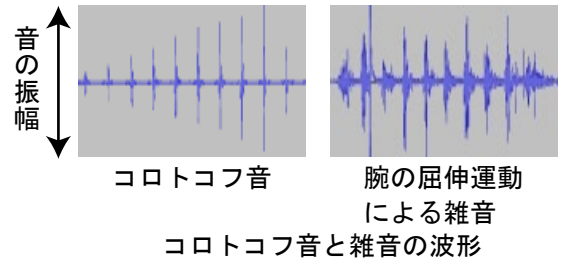 音の振幅
コロトコフ音
腕の屈伸運動
による雑音
コロトコフ音と雑音の波形